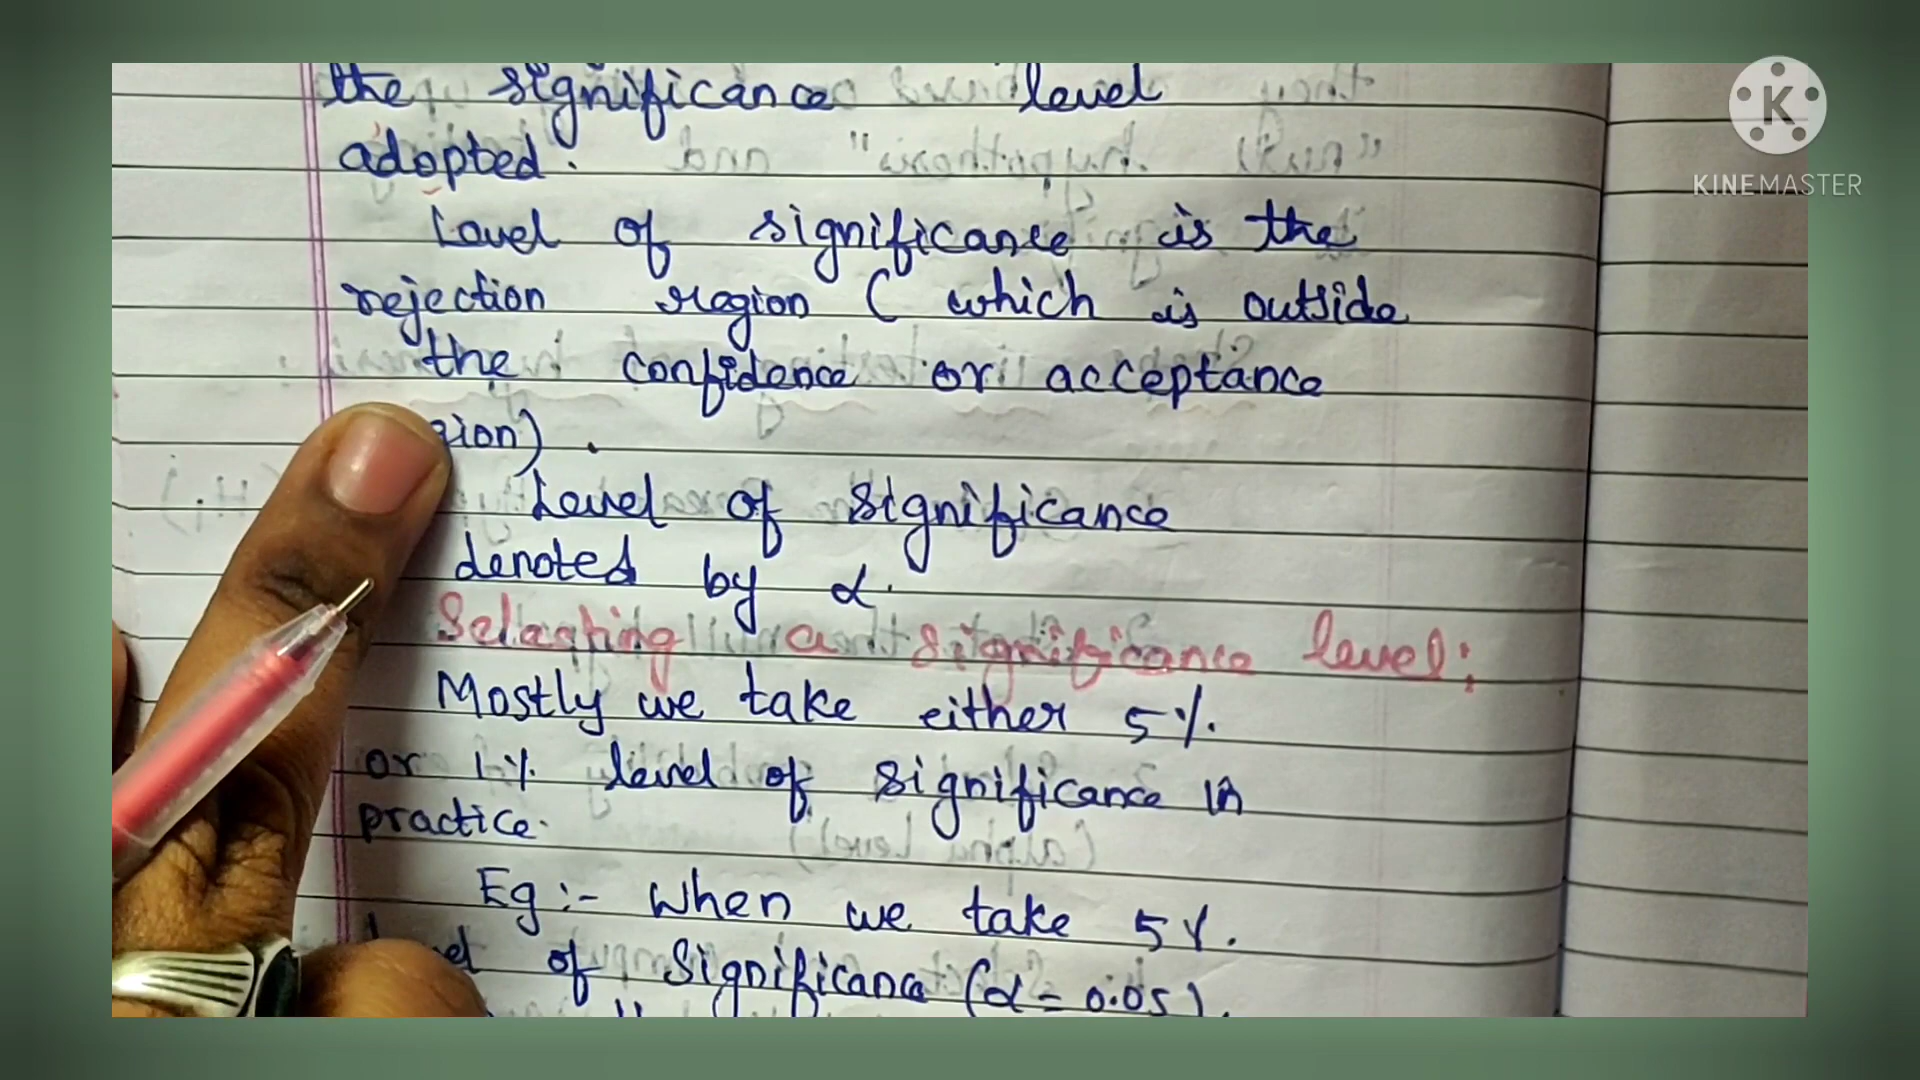 the significance level
adopted.
Level of significance is the
rejection region ( which is outside
the confidence or acceptance
gion) .
Level of significance
denoted by α.
Selecting a significance level:
Mostly we take either 5%.
or 1% level of significance in
practice.
Eg :- When we take 5%.
of Significance (α = 0.05).
KINEMASTER